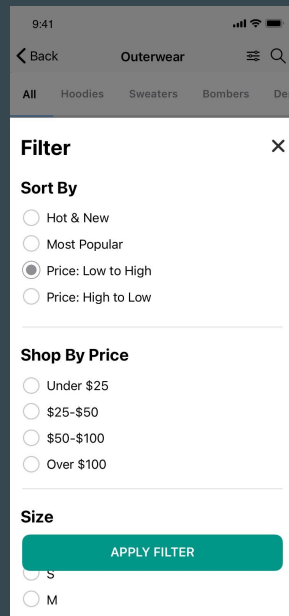 9:41
Back Outerwear
All Hoodies Sweaters Bombers De
Filter
Sort By
Hot & New
Most Popular
Price: Low to High
Price: High to Low
Shop By Price
Under $25
$25-$50
$50-$100
Over $100
Size
APPLY FILTER
S
M